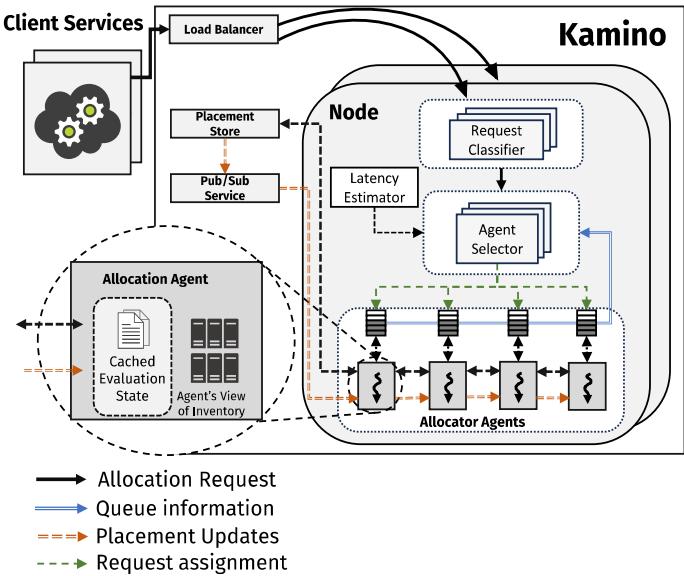 Client Services
Load Balancer
Kamino
Node
Placement
Store
Request
Classifier
Pub/Sub
Service
Latency
Estimator
Agent
Selector
Allocation Agent
Cached
Evaluation
State
Agent's View
of Inventory
Allocator Agents
Allocation Request
Queue information
Placement Updates
Request assignment